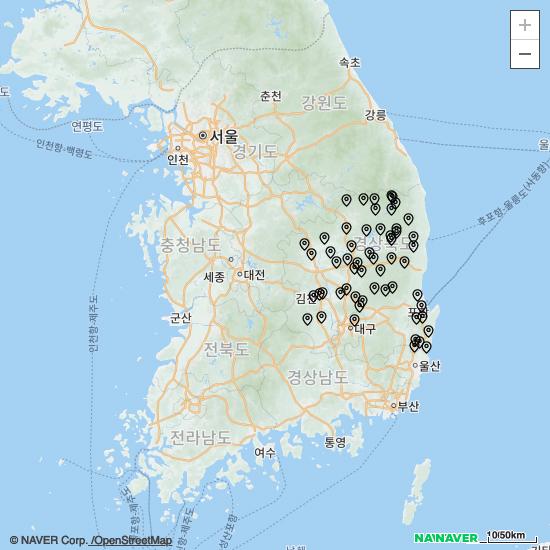 +
−
속초
춘천
강원도
강릉
도
연평도
서울
경기도
인천
인천항-백령도
울
후포항-울릉도(사동항)
충청남도
경상북도
세종
대전
인천항-제주도
김천
포항
군산
대구
전북도
경상남도
울산
부산
전라남도
통영
여수
NAVER
10/50km
© NAVER Corp. /OpenStreetMap